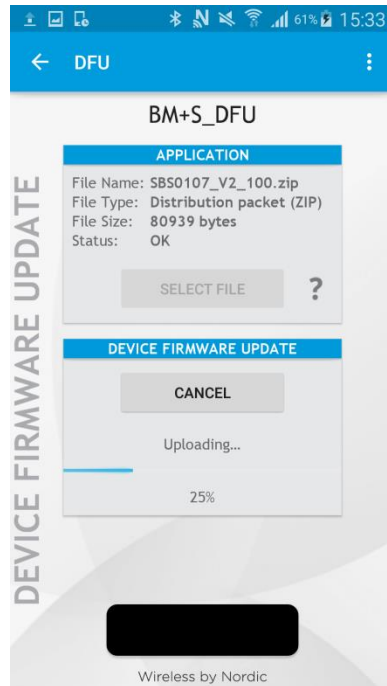 61% 15:33
DFU
BM+S_DFU
APPLICATION
File Name: SBS0107_V2_100.zip
File Type: Distribution packet (ZIP)
File Size: 80939 bytes
Status: OK
SELECT FILE ?
DEVICE FIRMWARE UPDATE
CANCEL
Uploading...
25%
DEVICE FIRMWARE UPDATE
Wireless by Nordic